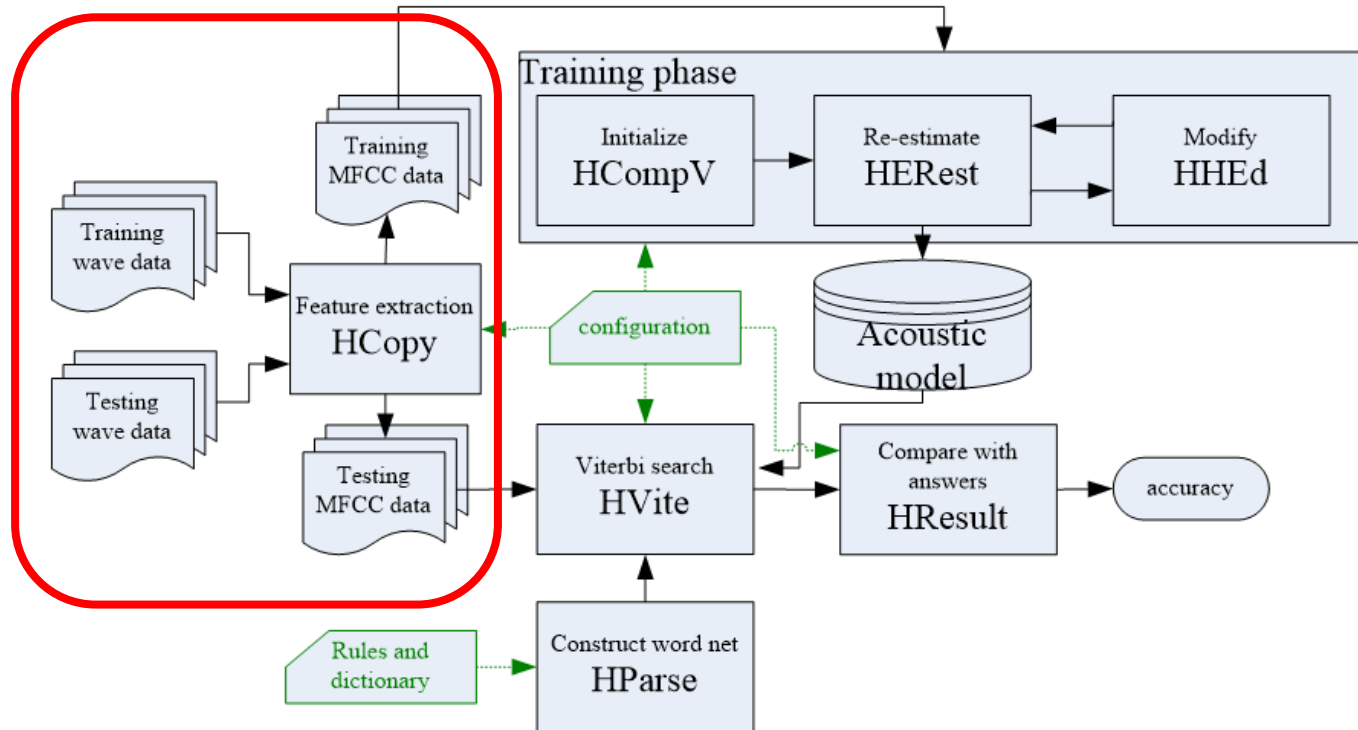 Training phase
Initialize
HCompV
Re-estimate
HERest
Modify
HHEd
Training
MFCC data
Training
wave data
Feature extraction
HCopy
configuration
Acoustic
model
Testing
wave data
Testing
MFCC data
Viterbi search
HVite
Compare with
answers
HResult
accuracy
Rules and
dictionary
Construct word net
HParse